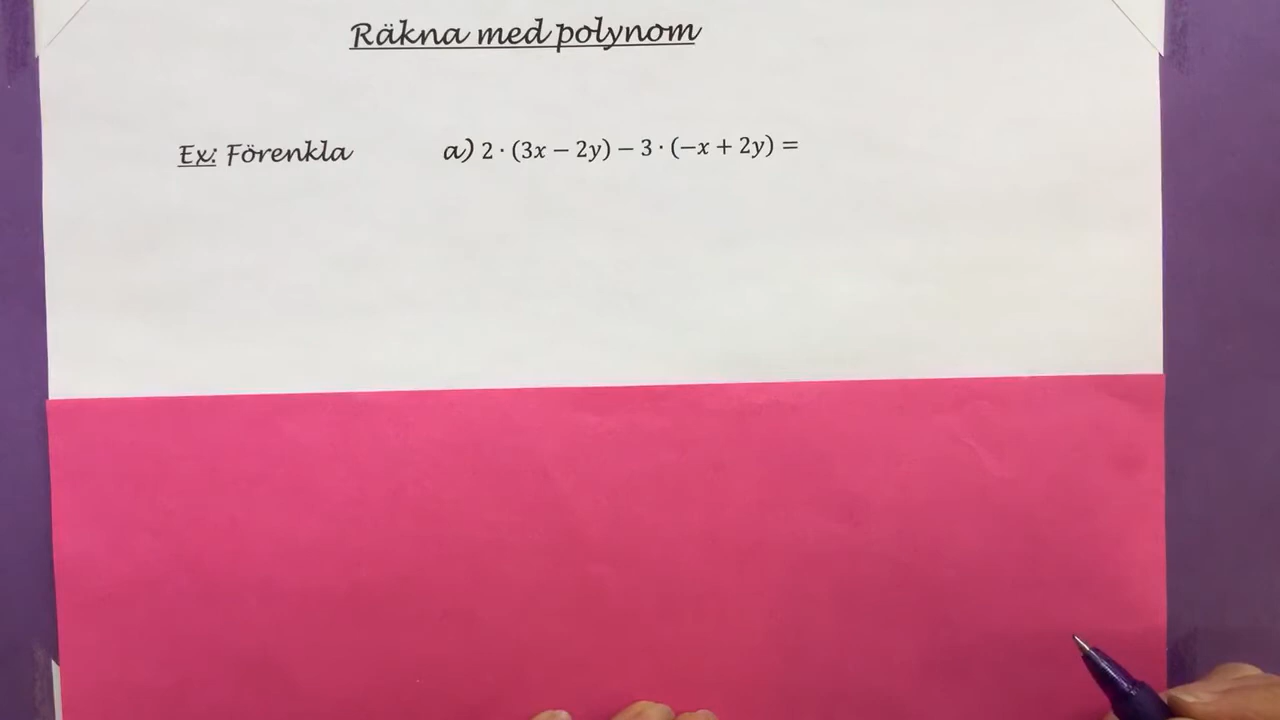 Räkna med polynom
Ex: Förenkla a) 2 · (3x − 2y) − 3 · (−x + 2y) =